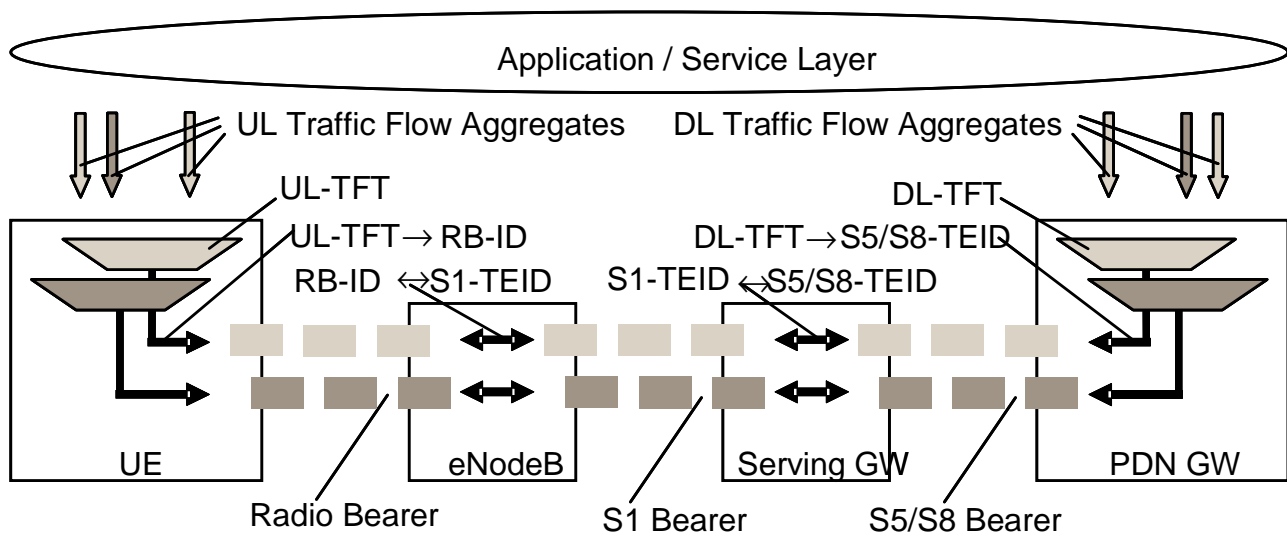 Application / Service Layer
UL Traffic Flow Aggregates
DL Traffic Flow Aggregates
UL-TFT
DL-TFT
UL-TFT → RB-ID
DL-TFT → S5/S8-TEID
RB-ID ↔ S1-TEID
S1-TEID ↔ S5/S8-TEID
UE
eNodeB
Serving GW
PDN GW
Radio Bearer
S1 Bearer
S5/S8 Bearer